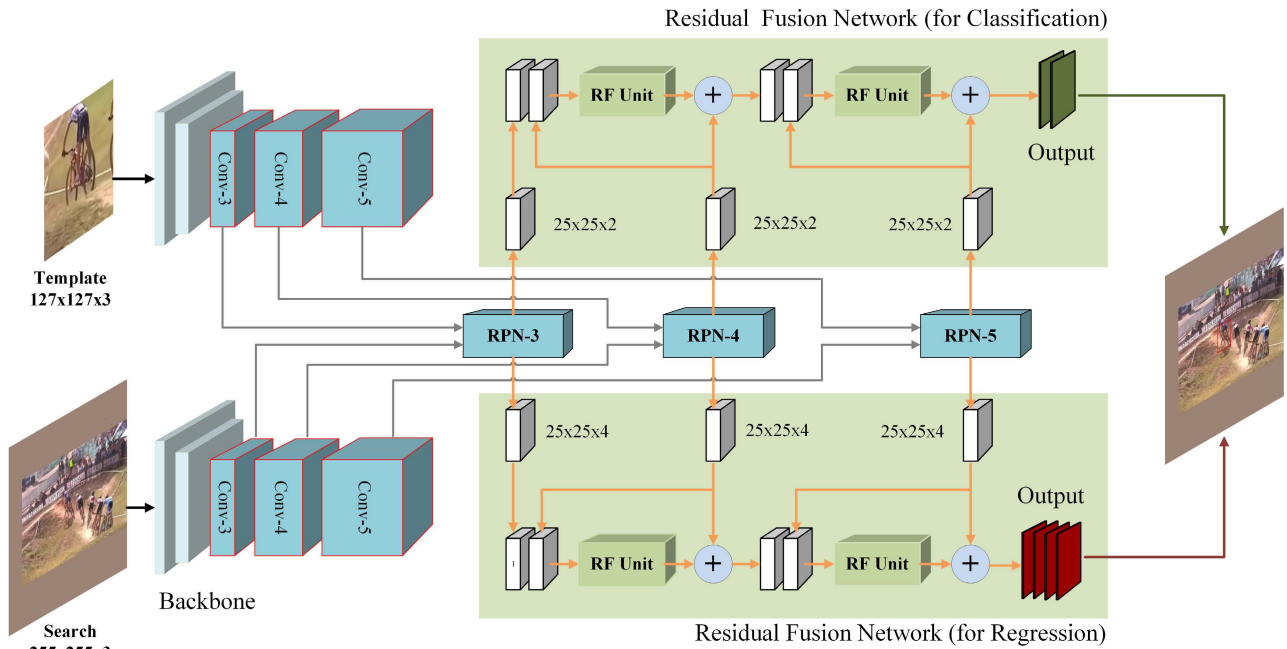 Residual Fusion Network (for Classification)
RF Unit
+
RF Unit
+
Output
Conv-3
Conv-4
Conv-5
25x25x2
25x25x2
25x25x2
Template
127x127x3
RPN-3
RPN-4
RPN-5
25x25x4
25x25x4
25x25x4
Conv-3
Conv-4
Conv-5
Output
RF Unit
+
RF Unit
+
Backbone
Search
Residual Fusion Network (for Regression)